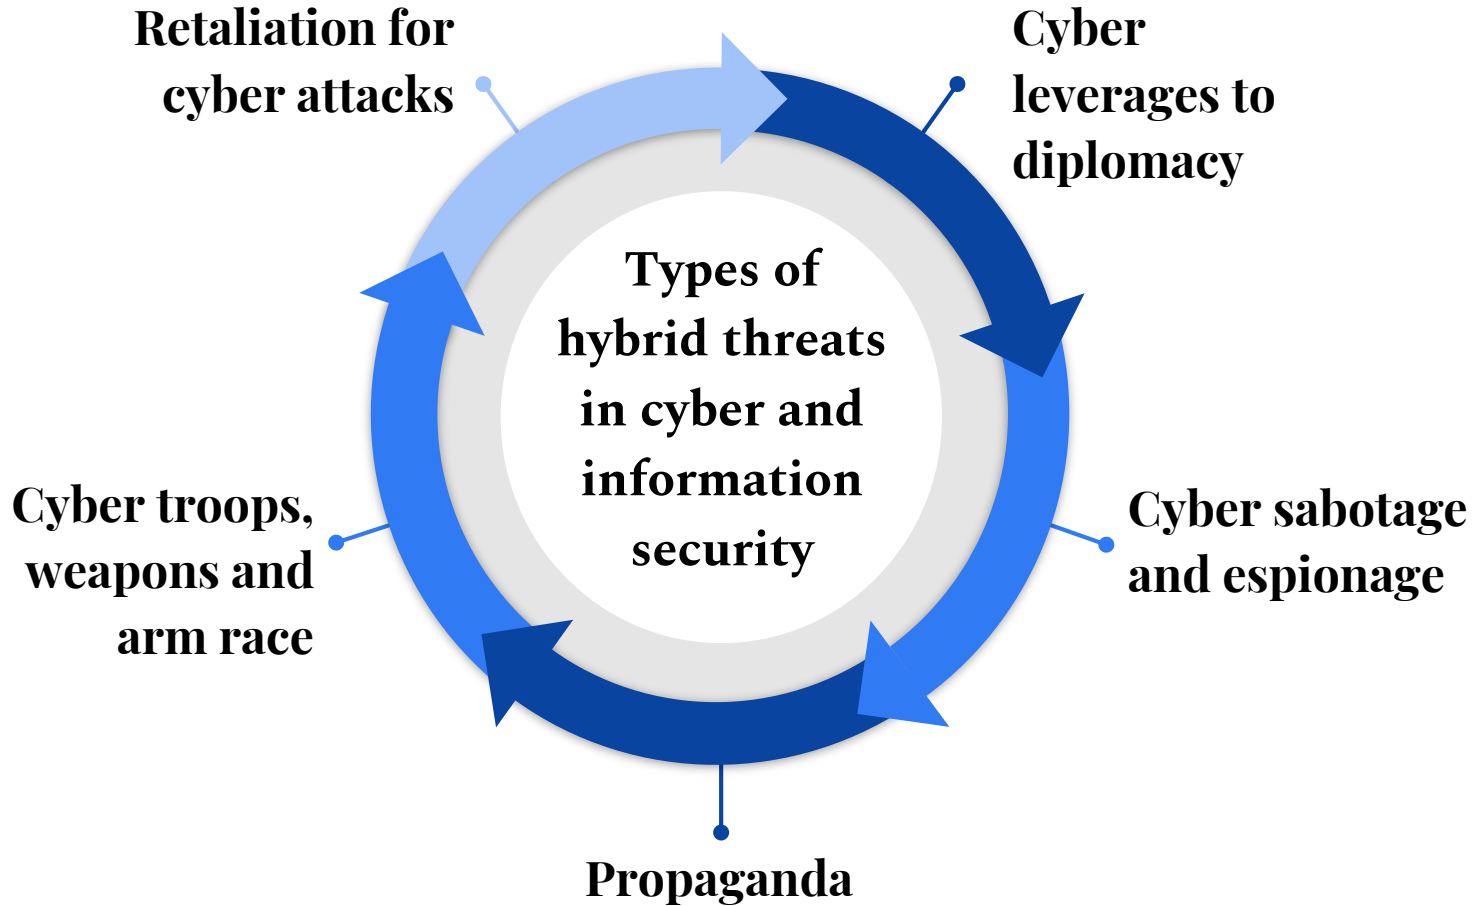 Retaliation for
cyber attacks
Cyber
leverages to
diplomacy
Types of
hybrid threats
in cyber and
information
security
Cyber troops,
weapons and
arm race
Cyber sabotage
and espionage
Propaganda